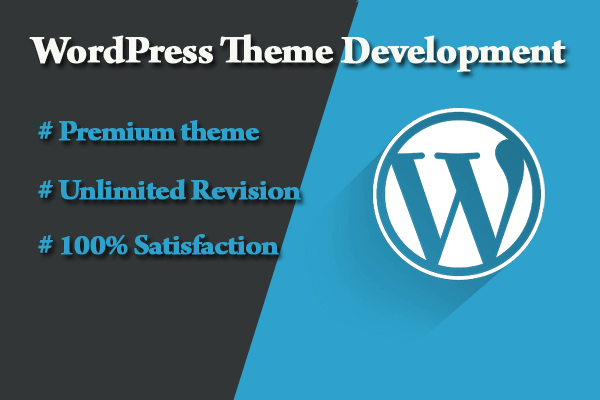 WordPress Theme Development
# Premium theme
# Unlimited Revision
# 100% Satisfaction
W